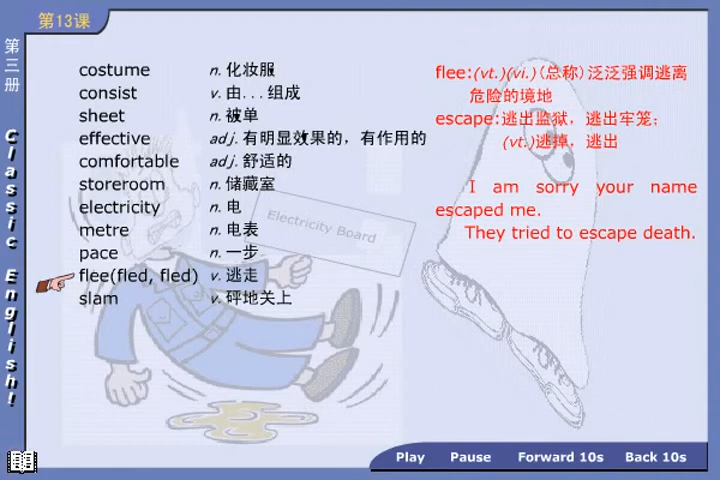 第13课
第三册
Classic English!
costume n. 化妆服
consist v. 由...组成
sheet n. 被单
effective adj. 有明显效果的，有作用的
comfortable adj. 舒适的
storeroom n. 储藏室
electricity n. 电
metre n. 电表
pace n. 一步
flee(fled, fled) v. 逃走
slam v. 砰地关上
flee:(vt.)(vi.)(总称)泛泛强调逃离
危险的境地
escape:逃出监狱，逃出牢笼；
(vt.)逃掉，逃出
I am sorry your name
escaped me.
They tried to escape death.
Electricity Board
Play Pause Forward 10s Back 10s